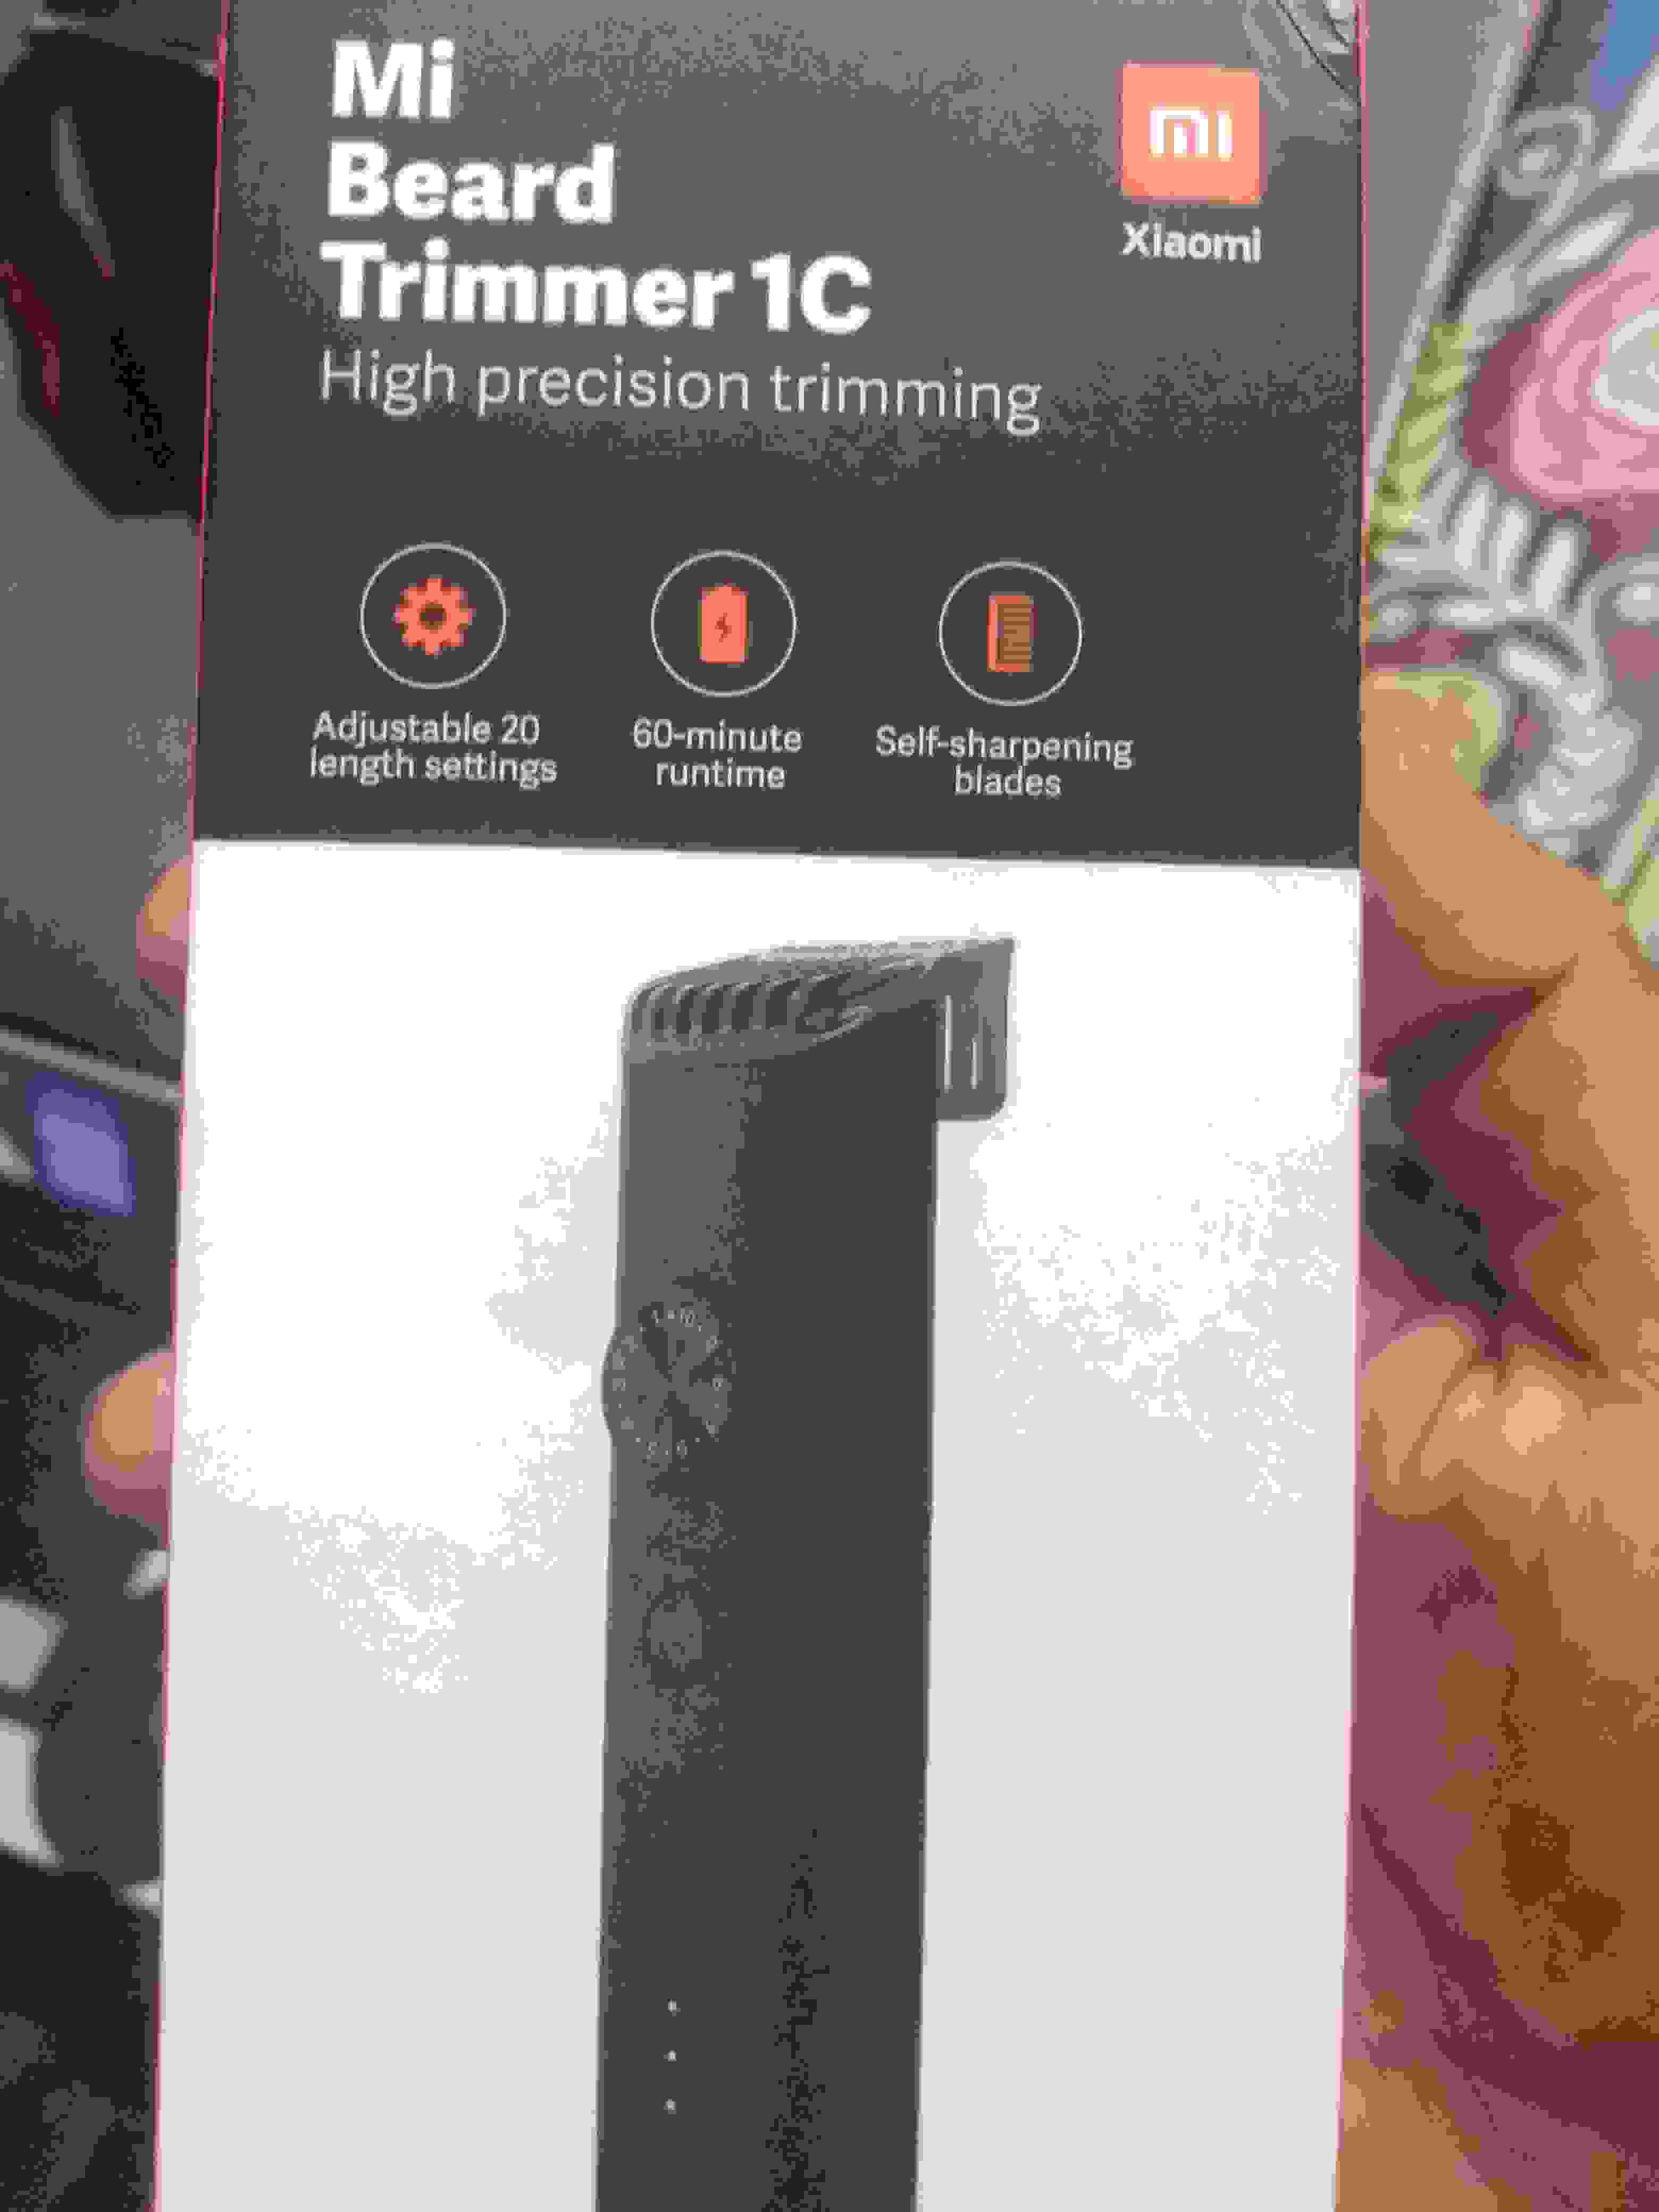 Mi
Beard
Trimmer 1C
High precision trimming
mi
Xiaomi
Adjustable 20
length settings
60-minute
runtime
Self-sharpening
blades